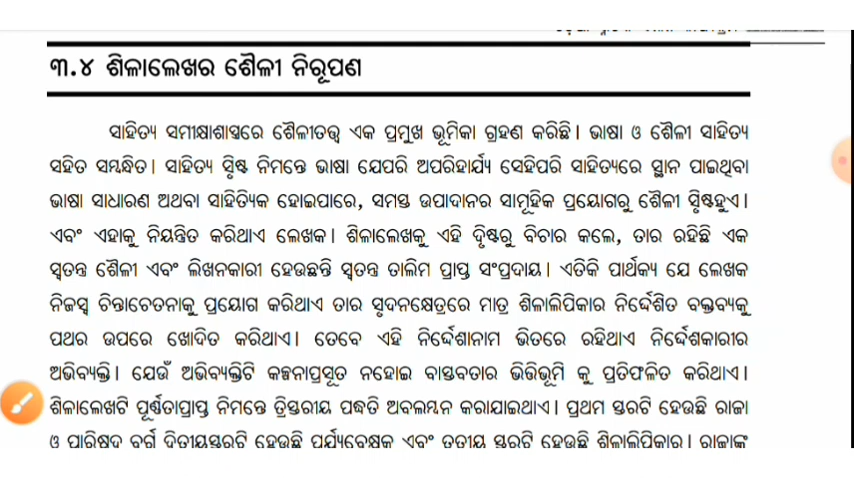 ୩.୪ ଶିଳାଲେଖର ଶୈଳୀ ନିରୂପଣ
ସାହିତ୍ୟ ସମୀକ୍ଷାଶାସ୍ତ୍ରରେ ଶୈଳୀତତ୍ତ୍ୱ ଏକ ପ୍ରମୁଖ ଭୂମିକା ଗ୍ରହଣ କରିଛି । ଭାଷା ଓ ଶୈଳୀ ସାହିତ୍ୟ
ସହିତ ସମ୍ଭନ୍ଧିତ । ସାହିତ୍ୟ ସ୍ରିଷ୍ଟ ନିମନ୍ତେ ଭାଷା ଯେପରି ଅପରିହାର୍ଯ୍ୟ ସେହିପରି ସାହିତ୍ୟରେ ସ୍ଥାନ ପାଇଥିବା
ଭାଷା ସାଧାରଣ ଅଥବା ସାହିତ୍ୟିକ ହୋଇପାରେ, ସମସ୍ତ ଉପାଦାନର ସାମୂହିକ ପ୍ରୟୋଗରୁ ଶୈଳୀ ସ୍ରିଷ୍ଟହୁଏ ।
ଏବଂ ଏହାକୁ ନିୟନ୍ତ୍ରିତ କରିଥାଏ ଲେଖକ । ଶିଳାଲେଖକୁ ଏହି ଦ୍ରିଷ୍ଟରୁ ବିଚାର କଲେ, ତାର ରହିଛି ଏକ
ସ୍ୱତନ୍ତ୍ର ଶୈଳୀ ଏବଂ ଲିଖନକାରୀ ହେଉଛନ୍ତି ସ୍ୱତନ୍ତ୍ର ତାଲିମ ପ୍ରାପ୍ତ ସଂପ୍ରଦାୟ । ଏତିକି ପାର୍ଥକ୍ୟ ଯେ ଲେଖକ
ନିଜସ୍ୱ ଚିନ୍ତାଚେତନାକୁ ପ୍ରୟୋଗ କରିଥାଏ ତାର ସୃଦନକ୍ଷେତ୍ରରେ ମାତ୍ର ଶିଳାଲିପିକାର ନିର୍ଦ୍ଦେଶିତ ବକ୍ତବ୍ୟକୁ
ପଥର ଉପରେ ଖୋଦିତ କରିଥାଏ । ତେବେ ଏହି ନିର୍ଦ୍ଦେଶନାମ ଭିତରେ ରହିଥାଏ ନିର୍ଦ୍ଦେଶକାରୀର
ଅଭିବ୍ୟକ୍ତି । ଯେଉଁ ଅଭିବ୍ୟକ୍ତିଟି କଳ୍ପନାପ୍ରସୂତ ନହୋଇ ବାସ୍ତବତାର ଭିତ୍ତିଭୂମି କୁ ପ୍ରତିଫଳିତ କରିଥାଏ ।
ଶିଳାଲେଖଟି ପୂର୍ଣ୍ଣତାପ୍ରାପ୍ତ ନିମନ୍ତେ ତ୍ରିସ୍ତରୀୟ ପଦ୍ଧତି ଅବଲମ୍ୱନ କରାଯାଇଥାଏ । ପ୍ରଥମ ସ୍ତରଟି ହେଉଛି ରାଜା
ଓ ପାରିଷଦ ବର୍ଗ ଦ୍ୱିତୀୟସ୍ତରଟି ହେଉଛି ପର୍ଯ୍ୟବେକ୍ଷକ ଏବଂ ତୃତୀୟ ସ୍ତରଟି ହେଉଛି ଶିଳାଲିପିକାର । ରାଜାଙ୍କ